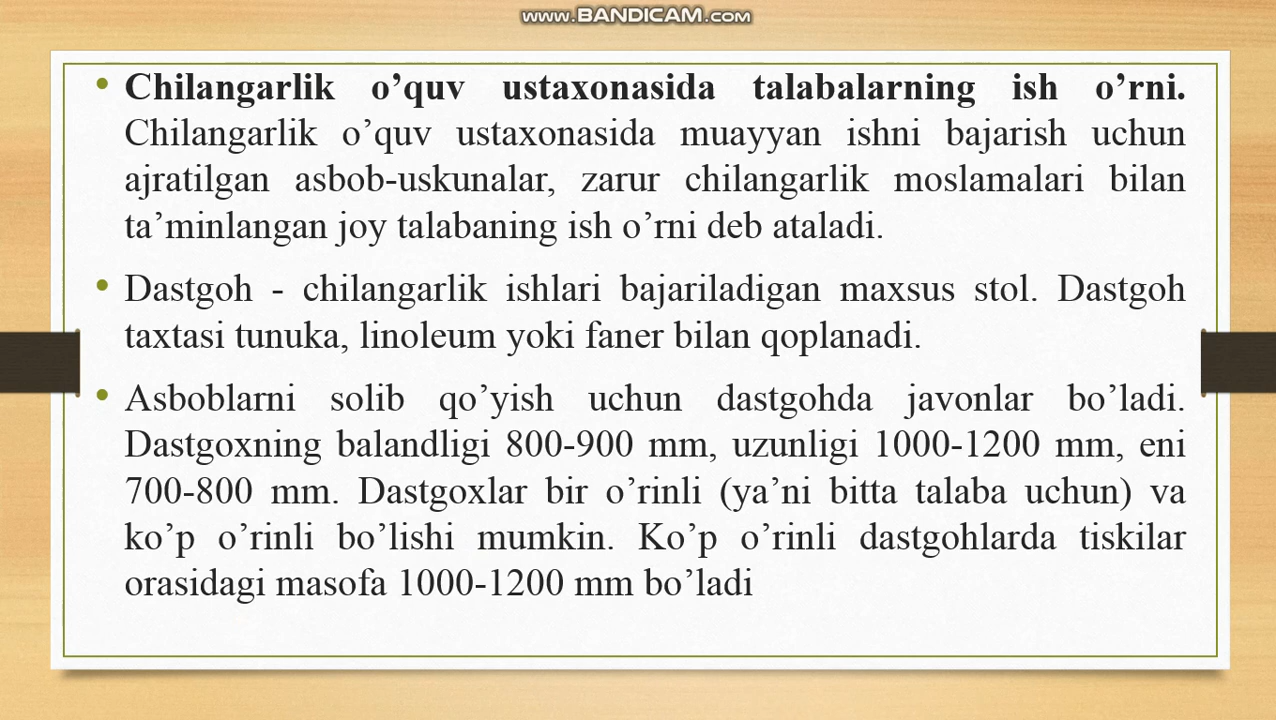 www.BANDICAM.com
• Chilangarlik o’quv ustaxonasida talabalarning ish o’rni.
Chilangarlik o’quv ustaxonasida muayyan ishni bajarish uchun
ajratilgan asbob-uskunalar, zarur chilangarlik moslamalari bilan
ta’minlangan joy talabaning ish o’rni deb ataladi.
• Dastgoh - chilangarlik ishlari bajariladigan maxsus stol. Dastgoh
taxtasi tunuka, linoleum yoki faner bilan qoplanadi.
• Asboblarni solib qo’yish uchun dastgohda javonlar bo’ladi.
Dastgoxning balandligi 800-900 mm, uzunligi 1000-1200 mm, eni
700-800 mm. Dastgoxlar bir o’rinli (ya’ni bitta talaba uchun) va
ko’p o’rinli bo’lishi mumkin. Ko’p o’rinli dastgohlarda tiskilar
orasidagi masofa 1000-1200 mm bo’ladi